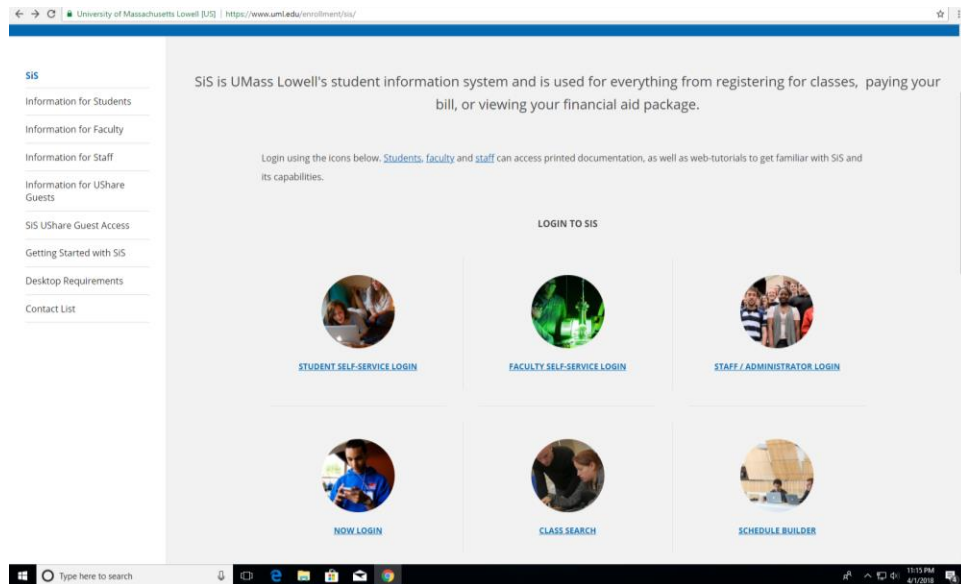 University of Massachusetts Lowell [US] | https://www.uml.edu/enrollment/sis/
SiS
Information for Students
Information for Faculty
Information for Staff
Information for UShare
Guests
SiS UShare Guest Access
Getting Started with SiS
Desktop Requirements
Contact List
SiS is UMass Lowell's student information system and is used for everything from registering for classes, paying your
bill, or viewing your financial aid package.
Login using the icons below. Students, faculty and staff can access printed documentation, as well as web-tutorials to get familiar with SiS and
its capabilities.
LOGIN TO SIS
STUDENT SELF-SERVICE LOGIN
FACULTY SELF-SERVICE LOGIN
STAFF / ADMINISTRATOR LOGIN
NOW LOGIN
CLASS SEARCH
SCHEDULE BUILDER
Type here to search
11:15 PM
4/1/2018